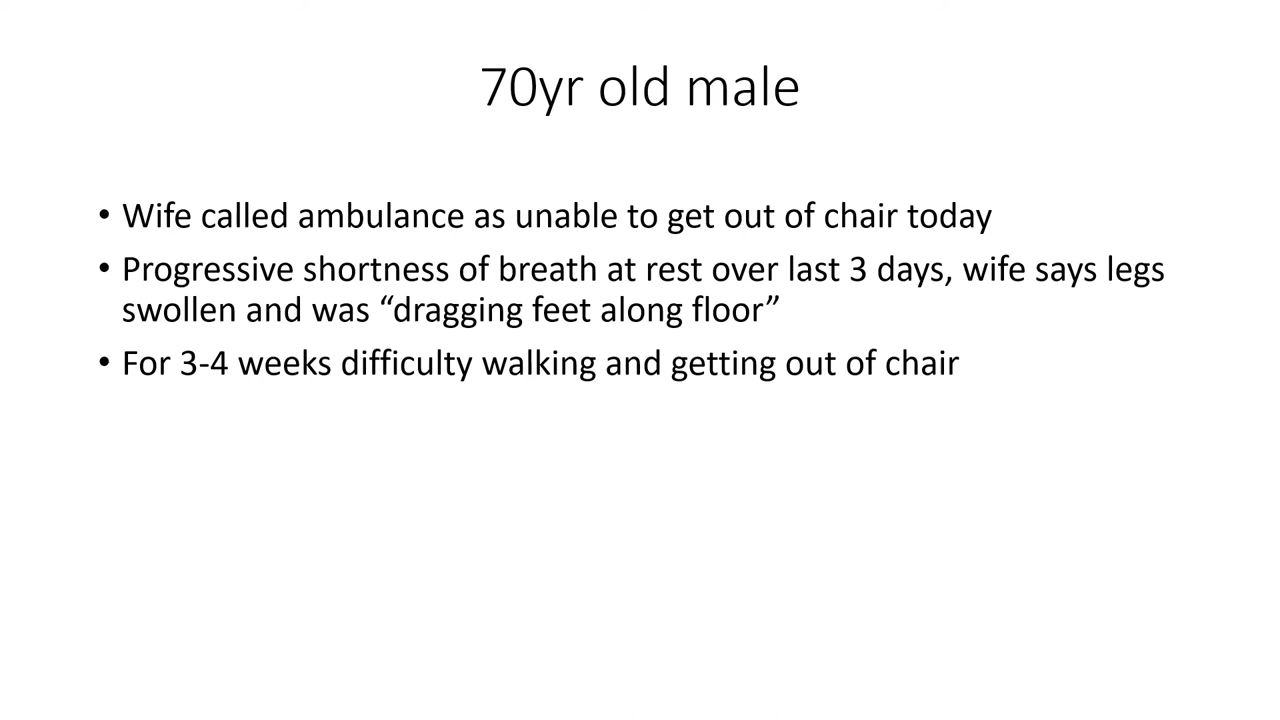 70yr old male
• Wife called ambulance as unable to get out of chair today
• Progressive shortness of breath at rest over last 3 days, wife says legs
swollen and was “dragging feet along floor”
• For 3-4 weeks difficulty walking and getting out of chair